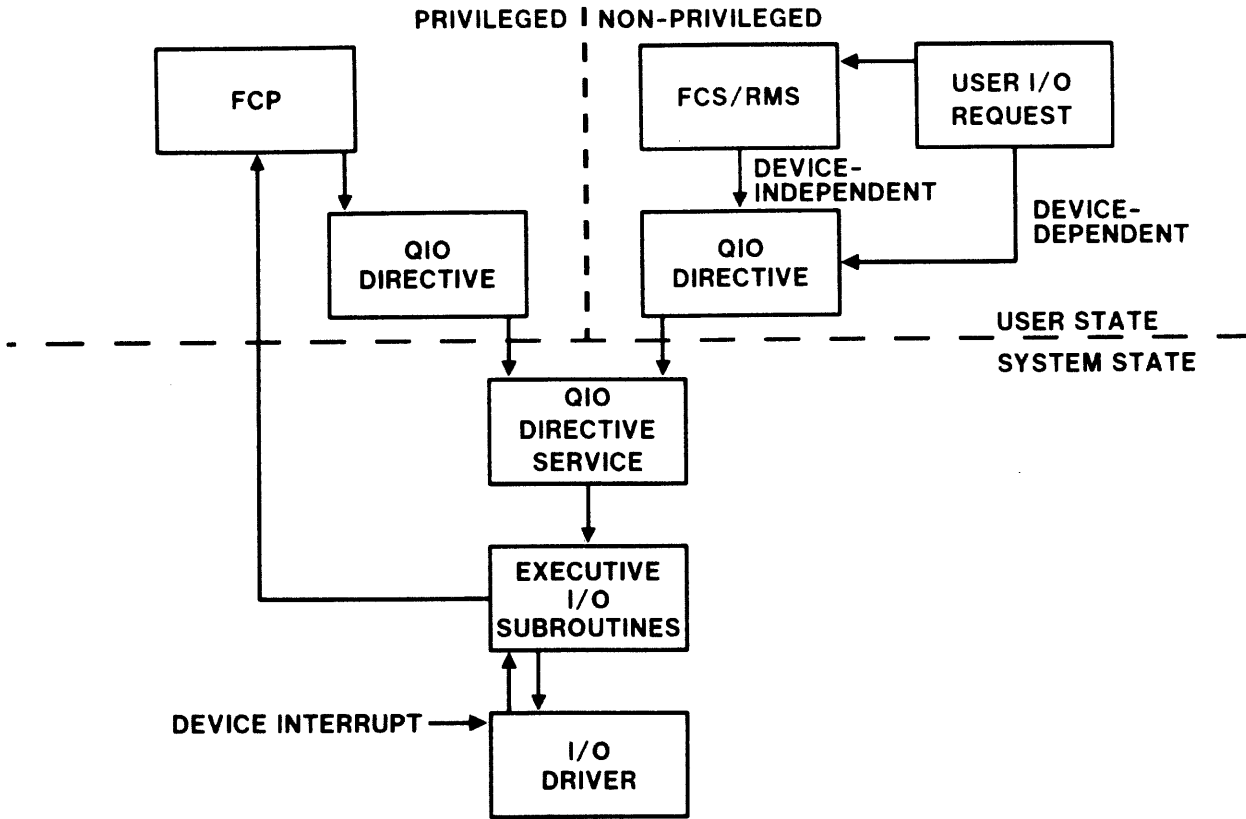 PRIVILEGED
NON-PRIVILEGED
FCP
FCS/RMS
USER I/O
REQUEST
DEVICE-
INDEPENDENT
DEVICE-
DEPENDENT
QIO
DIRECTIVE
QIO
DIRECTIVE
USER STATE
SYSTEM STATE
QIO
DIRECTIVE
SERVICE
EXECUTIVE
I/O
SUBROUTINES
DEVICE INTERRUPT
I/O
DRIVER